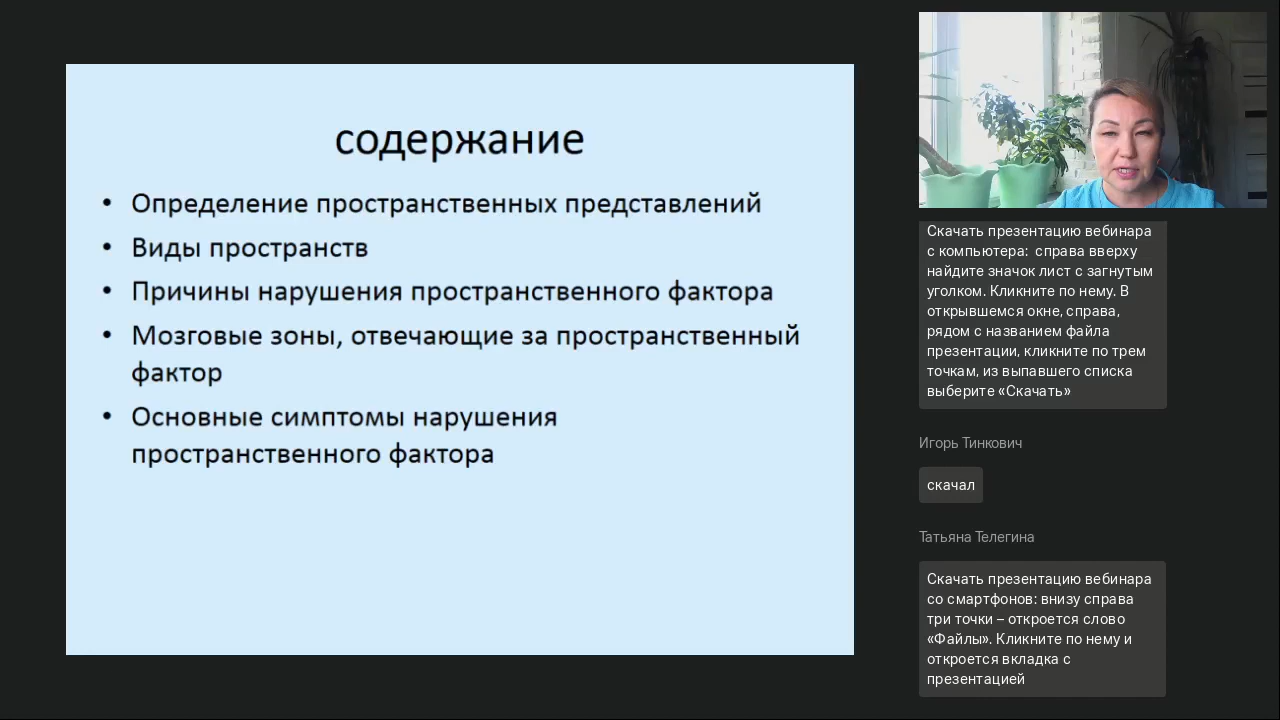 содержание
• Определение пространственных представлений
• Виды пространств
• Причины нарушения пространственного фактора
• Мозговые зоны, отвечающие за пространственный
фактор
• Основные симптомы нарушения
пространственного фактора
Скачать презентацию вебинара
с компьютера: справа вверху
найдите значок лист с загнутым
уголком. Кликните по нему. В
открывшемся окне, справа,
рядом с названием файла
презентации, кликните по трем
точкам, из выпавшего списка
выберите «Скачать»
Игорь Тинкович
скачал
Татьяна Телегина
Скачать презентацию вебинара
со смартфонов: внизу справа
три точки – откроется слово
«Файлы». Кликните по нему и
откроется вкладка с
презентацией